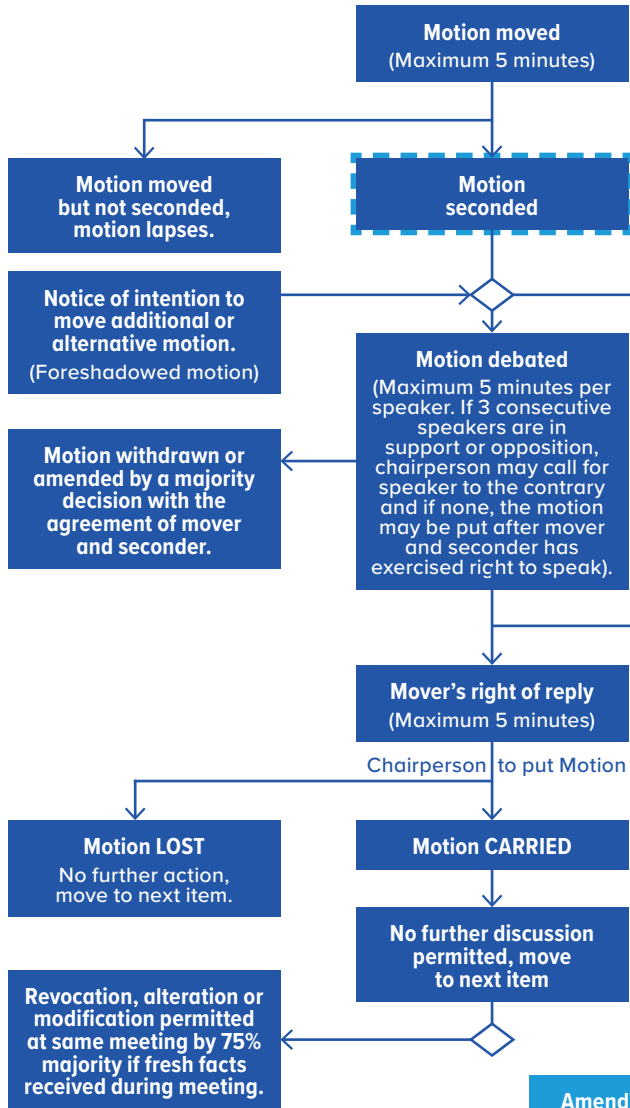 Motion moved
(Maximum 5 minutes)
Motion moved
but not seconded,
motion lapses.
Motion
seconded
Notice of intention to
move additional or
alternative motion.
(Foreshadowed motion)
Motion debated
(Maximum 5 minutes per
speaker. If 3 consecutive
speakers are in
support or opposition,
chairperson may call for
speaker to the contrary
and if none, the motion
may be put after mover
and seconder has
exercised right to speak).
Motion withdrawn or
amended by a majority
decision with the
agreement of mover
and seconder.
Mover's right of reply
(Maximum 5 minutes)
Chairperson to put Motion
Motion LOST
No further action,
move to next item.
Motion CARRIED
No further discussion
permitted, move
to next item
Revocation, alteration or
modification permitted
at same meeting by 75%
majority if fresh facts
received during meeting.
Amend